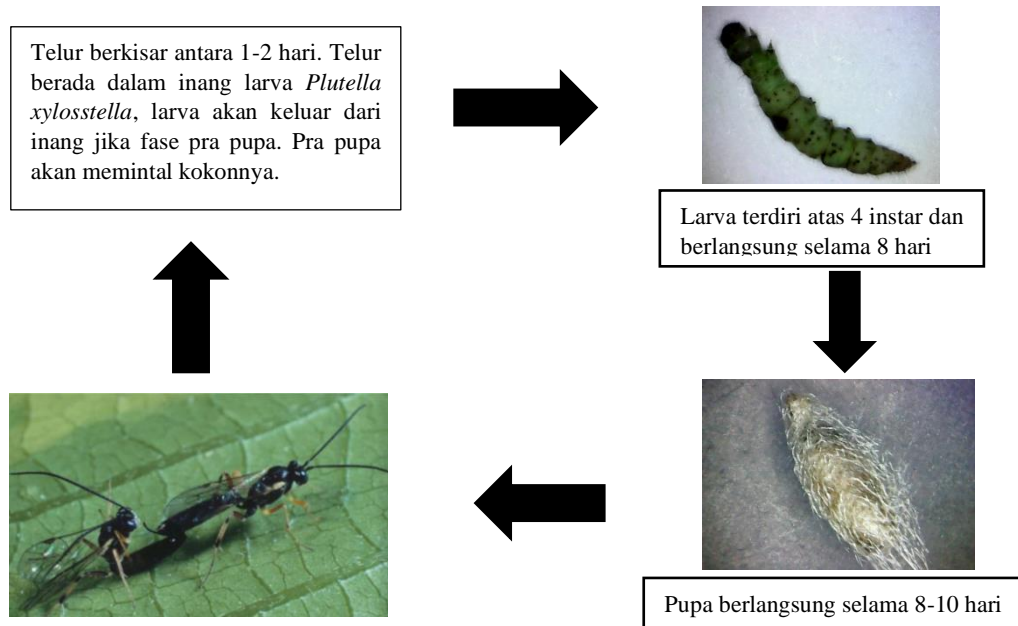 Telur berkisar antara 1-2 hari. Telur
berada dalam inang larva Plutella
xylosstella, larva akan keluar dari
inang jika fase pra pupa. Pra pupa
akan memintal kokonnya.
Larva terdiri atas 4 instar dan
berlangsung selama 8 hari
Pupa berlangsung selama 8-10 hari